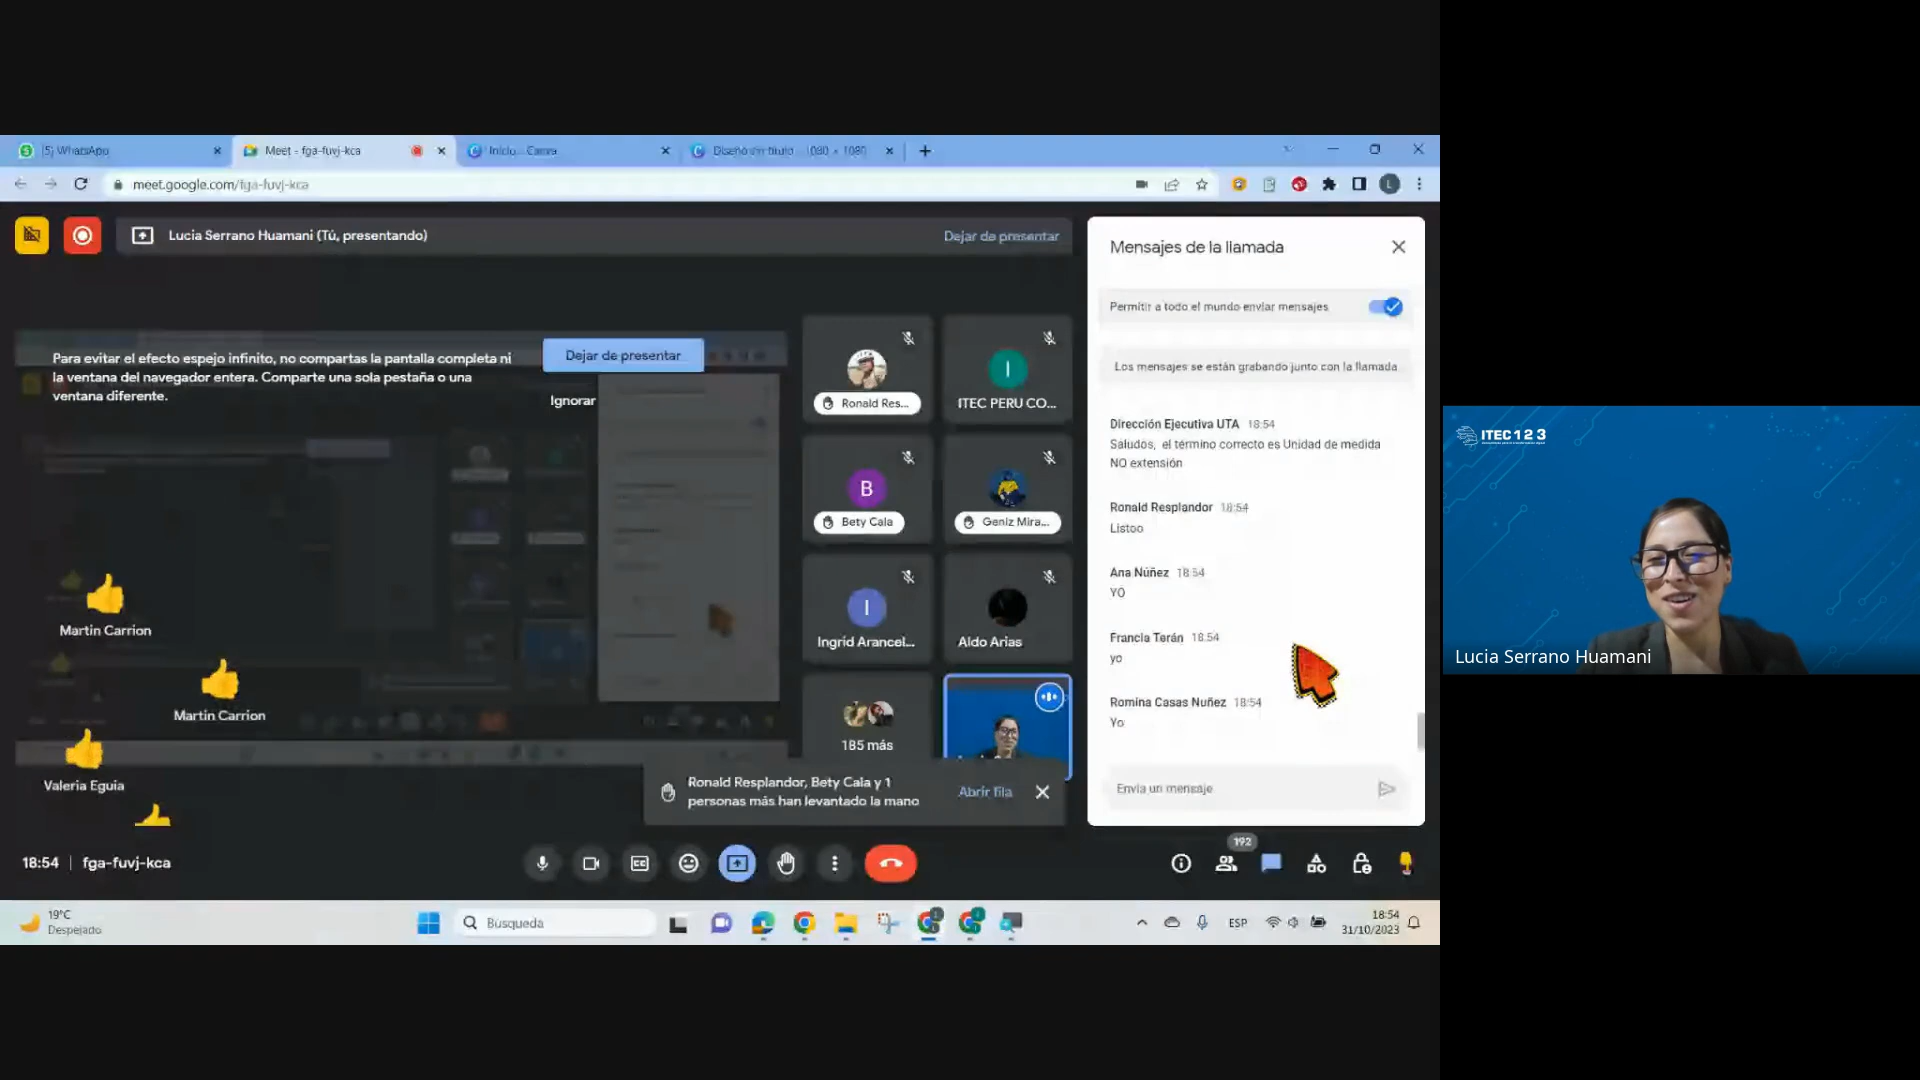 (5) WhatsApp
Meet - fga-fuvj-kca
Inicio - Canva
Diseño sin título - 1080 × 1080
meet.google.com/fga-fuvj-kca
Lucia Serrano Huamani (Tú, presentando)
Dejar de presentar
Para evitar el efecto espejo infinito, no compartas la pantalla completa ni
la ventana del navegador entera. Comparte una sola pestaña o una
ventana diferente.
Dejar de presentar
Ignorar
Martin Carrion
Martin Carrion
Valeria Eguia
Ronald Res...
ITEC PERU CO...
B
Bety Cala
Geniz Mira...
I
I
Ingrid Arancel...
Aldo Arias
185 más
Ronald Resplandor, Bety Cala y 1
personas más han levantado la mano
Abrir fila
Mensajes de la llamada
Permitir a todo el mundo enviar mensajes
Los mensajes se están grabando junto con la llamada
Dirección Ejecutiva UTA 18:54
Saludos, el término correcto es Unidad de medida
NO extensión
Ronald Resplandor 18:54
Listoo
Ana Núñez 18:54
YO
Francia Terán 18:54
yo
Romina Casas Nuñez 18:54
Yo
Envía un mensaje
18:54 | fga-fuvj-kca
192
19°C
Despejado
Búsqueda
ESP
18:54
31/10/2023
ITEC 1 2 3
Lucia Serrano Huamani